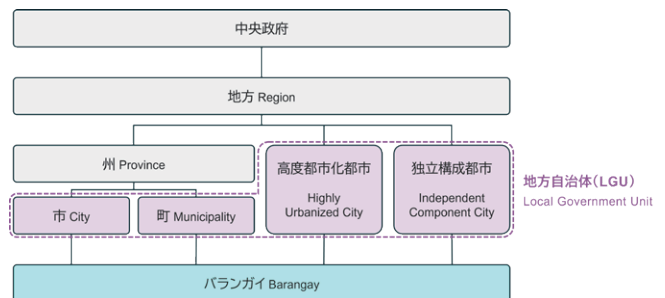 中央政府
地方 Region
州 Province
高度都市化都市
Highly
Urbanized City
独立構成都市
Independent
Component City
地方自治体(LGU)
Local Government Unit
市 City
町 Municipality
バランガイ Barangay